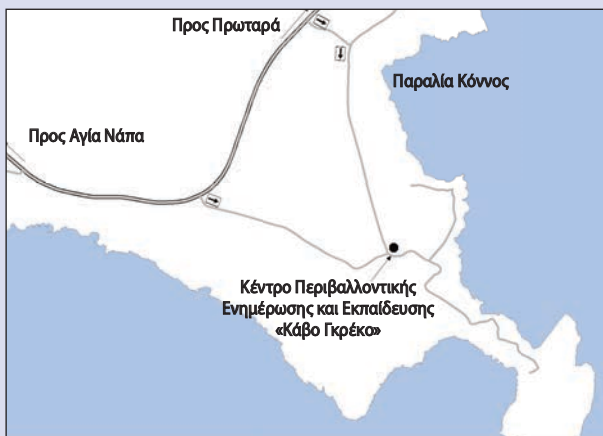 Προς Πρωταρά
Παραλία Κόννος
Προς Αγία Νάπα
Κέντρο Περιβαλλοντικής
Ενημέρωσης και Εκπαίδευσης
«Κάβο Γκρέκο»